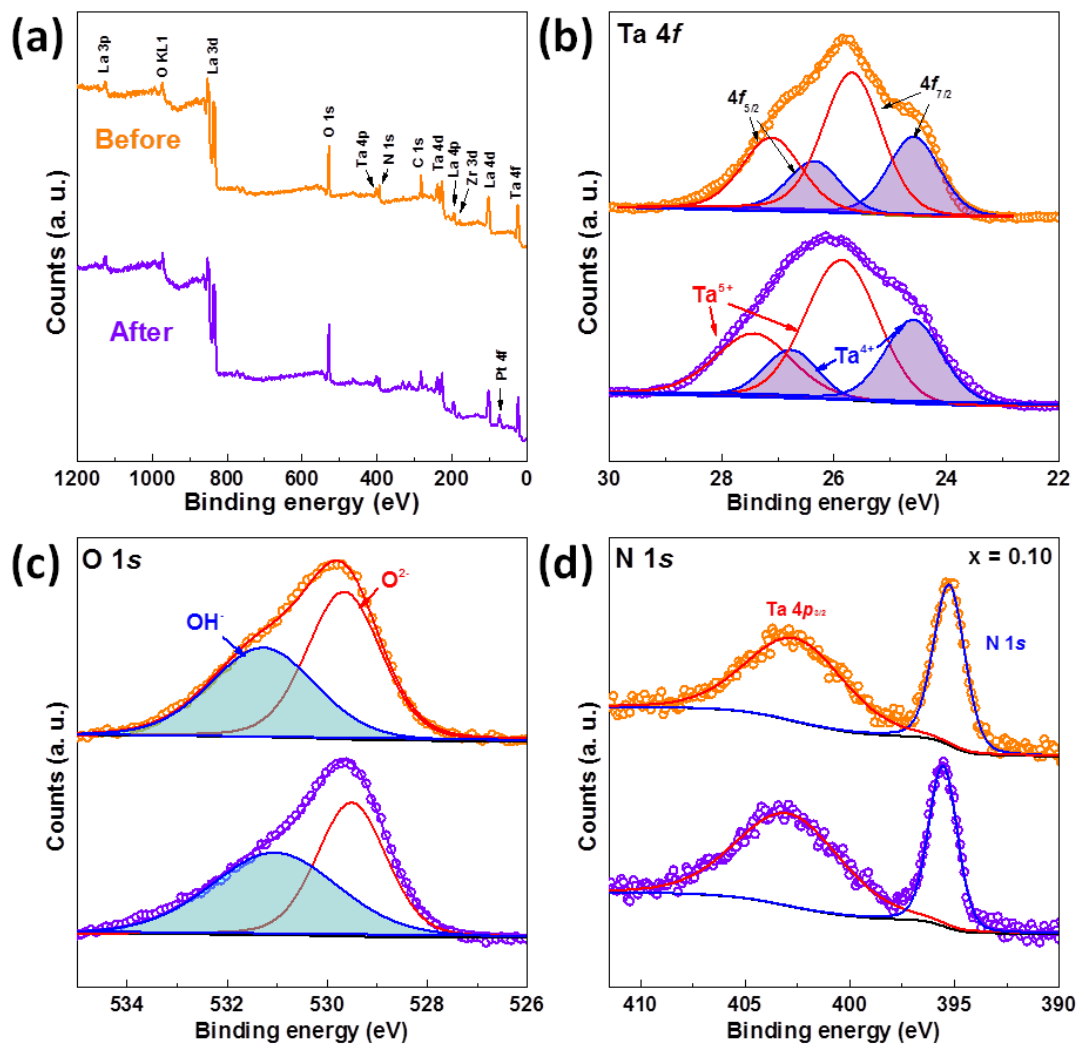 (a)
La 3p
O KL1
La 3d
O 1s
Ta 4p
N 1s
C 1s
Ta 4d
La 4p
Zr 3d
La 4d
Ta 4f
Before
After
Pt 4f
Counts (a. u.)
1200 1000 800 600 400 200 0
Binding energy (eV)
(b)
Ta 4f
4f5/2
4f7/2
Ta5+
Ta4+
Counts (a. u.)
30 28 26 24 22
Binding energy (eV)
(c)
O 1s
OH-
O2-
Counts (a. u.)
534 532 530 528 526
Binding energy (eV)
(d)
N 1s
x = 0.10
Ta 4p3/2
N 1s
Counts (a. u.)
410 405 400 395 390
Binding energy (eV)